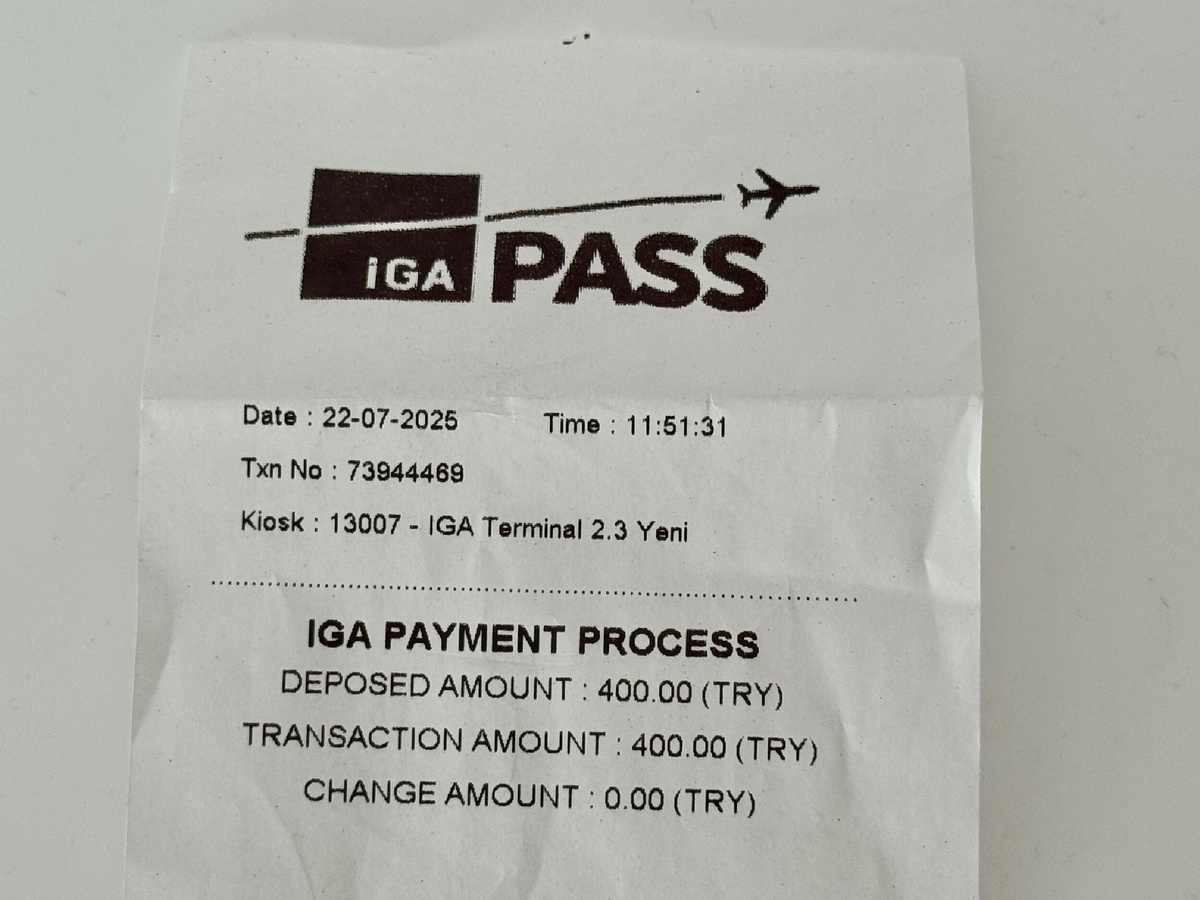 iGA PASS
Date : 22-07-2025 Time : 11:51:31
Txn No : 73944469
Kiosk : 13007 - IGA Terminal 2.3 Yeni
IGA PAYMENT PROCESS
DEPOSED AMOUNT : 400.00 (TRY)
TRANSACTION AMOUNT : 400.00 (TRY)
CHANGE AMOUNT : 0.00 (TRY)